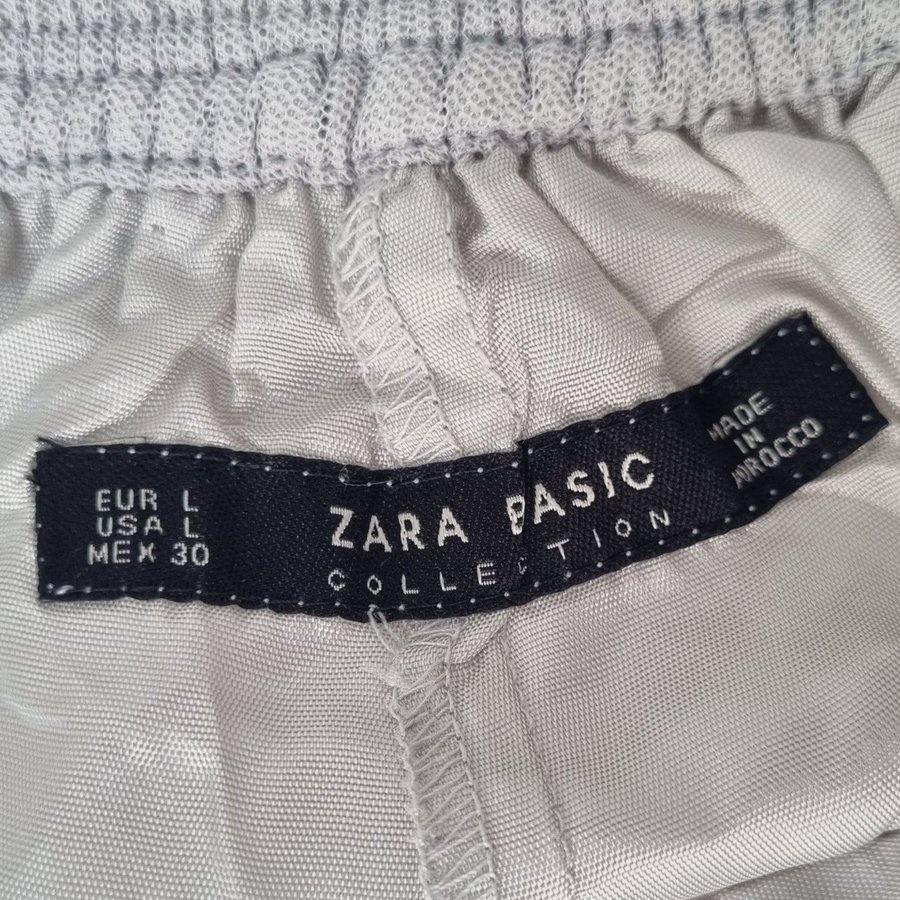 EUR L
USA L
MEX 30
ZARA BASIC
COLLECTION
MADE
IN
MOROCCO